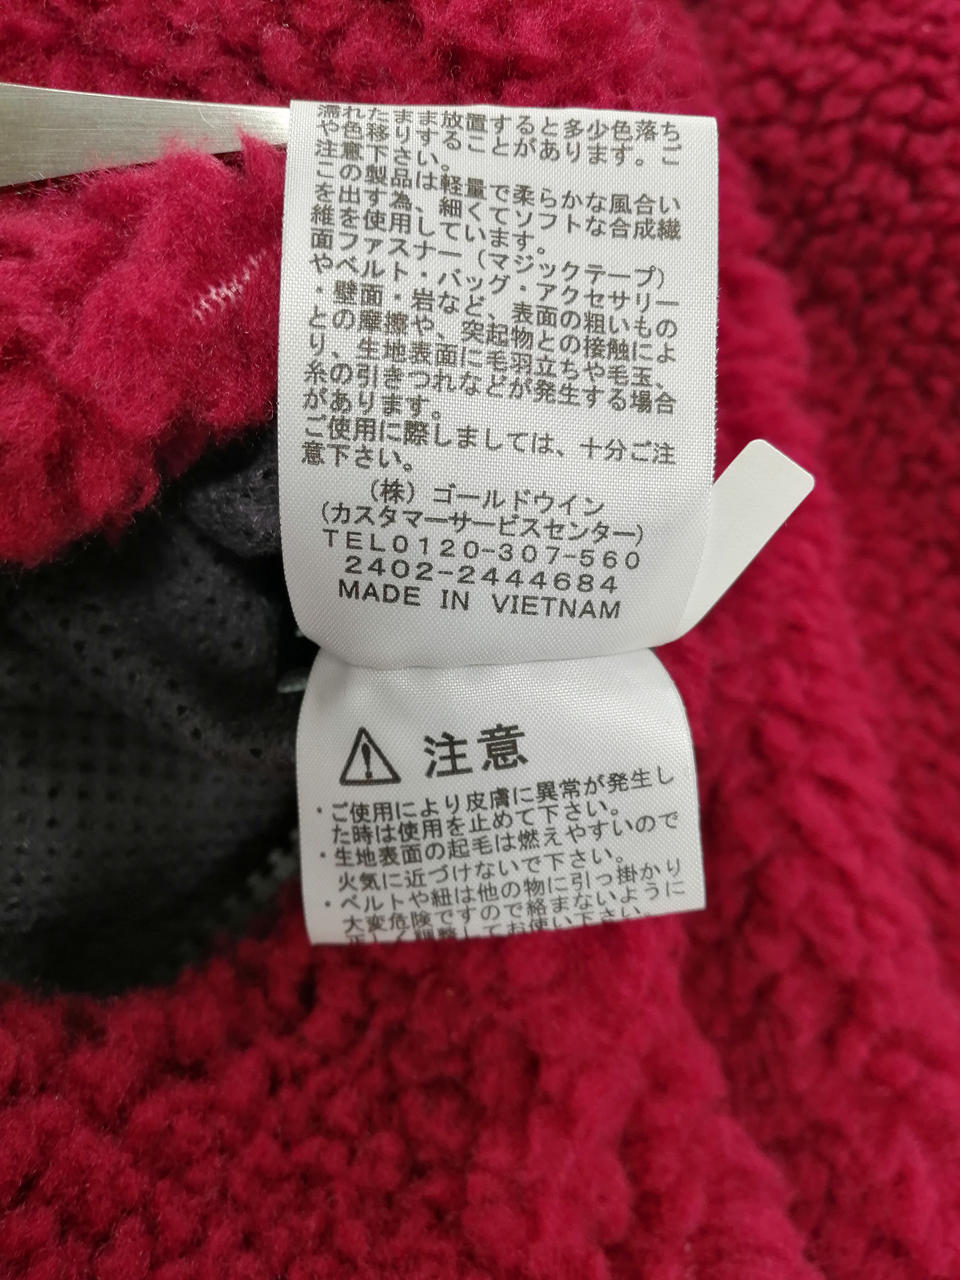 濡れたまま放置すると多少色落ち
や色移りすることがあります。ご
注意下さい。
この製品は軽量で柔らかな風合い
を出す為、細くてソフトな合成繊
維を使用しています。
面ファスナー（マジックテープ）
やベルト・バッグ・アクセサリー
・壁面・岩など、表面の粗いもの
との摩擦や、突起物との接触によ
り、生地表面に毛羽立ちや毛玉、
糸の引きつれなどが発生する場合
があります。
ご使用に際しましては、十分ご注
意下さい。
（株）ゴールドウイン
（カスタマーサービスセンター）
TEL0120-307-560
2402-2444684
MADE IN VIETNAM
注意
・ご使用により皮膚に異常が発生し
た時は使用を止めて下さい。
・生地表面の起毛は燃えやすいので
火気に近づけないで下さい。
・ベルトや紐は他の物に引っ掛かり
大変危険ですので絡まないように
正しく調整してお使い下さい。